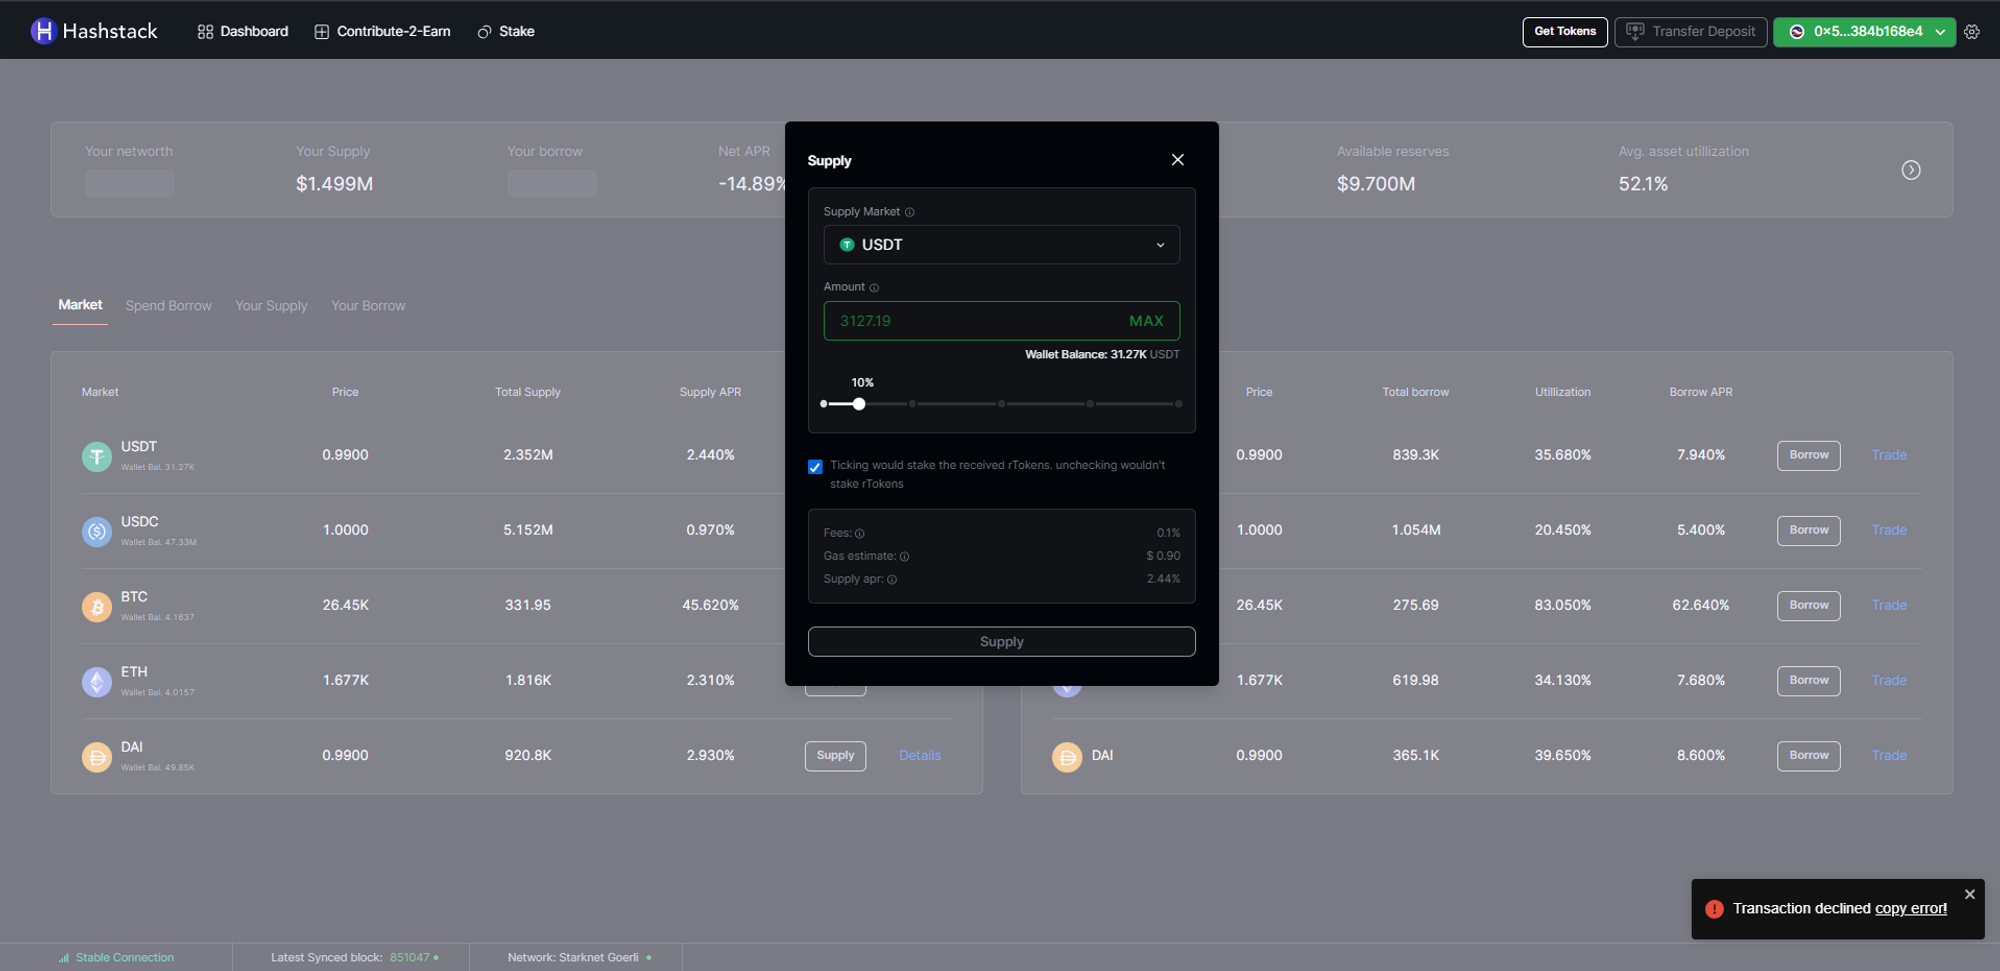 Hashstack
Dashboard
Contribute-2-Earn
Stake
Get Tokens
Transfer Deposit
0x5...384b168e4
Your networth
Your Supply
$1.499M
Your borrow
Net APR
-14.89%
Available reserves
$9.700M
Avg. asset utillization
52.1%
Market
Spend Borrow
Your Supply
Your Borrow
Supply
Supply Market
USDT
Amount
3127.19
MAX
Wallet Balance: 31.27K USDT
10%
Ticking would stake the received rTokens. unchecking wouldn't
stake rTokens
Fees: 0.1%
Gas estimate: $ 0.90
Supply apr: 2.44%
Supply
Market Price Total Supply Supply APR
USDT
Wallet Bal. 31.27K
0.9900 2.352M 2.440%
USDC
Wallet Bal. 47.33M
1.0000 5.152M 0.970%
BTC
Wallet Bal. 4.1637
26.45K 331.95 45.620%
ETH
Wallet Bal. 4.0157
1.677K 1.816K 2.310%
DAI
Wallet Bal. 49.85K
0.9900 920.8K 2.930% Supply Details
Price Total borrow Utillization Borrow APR
0.9900 839.3K 35.680% 7.940% Borrow Trade
1.0000 1.054M 20.450% 5.400% Borrow Trade
26.45K 275.69 83.050% 62.640% Borrow Trade
1.677K 619.98 34.130% 7.680% Borrow Trade
DAI 0.9900 365.1K 39.650% 8.600% Borrow Trade
Transaction declined copy error!
Stable Connection
Latest Synced block: 851047
Network: Starknet Goerli